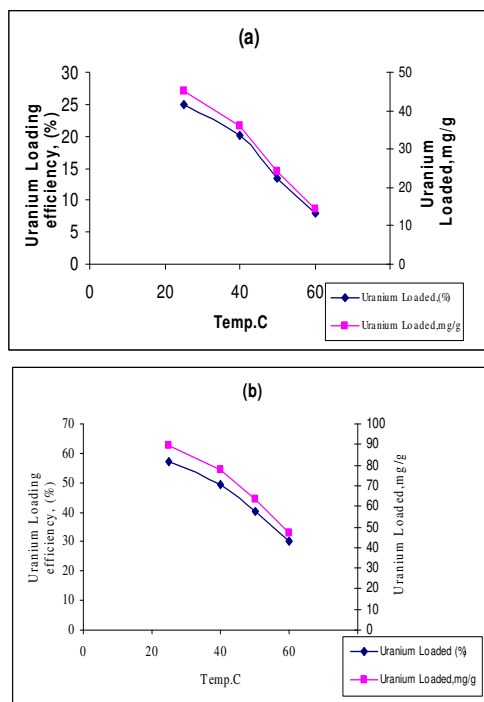 (a)
Uranium Loading
efficiency, (%)
30
25
20
15
10
5
0
50
40
30
20
10
0
Uranium
Loaded,mg/g
0
20
40
60
Temp.C
Uranium Loaded,(%)
Uranium Loaded,mg/g
(b)
Uranium Loading
efficiency, (%)
70
60
50
40
30
20
10
0
100
90
80
70
60
50
40
30
20
10
0
Uranium Loaded,mg/g
0
20
40
60
Temp.C
Uranium Loaded (%)
Uranium Loaded,mg/g